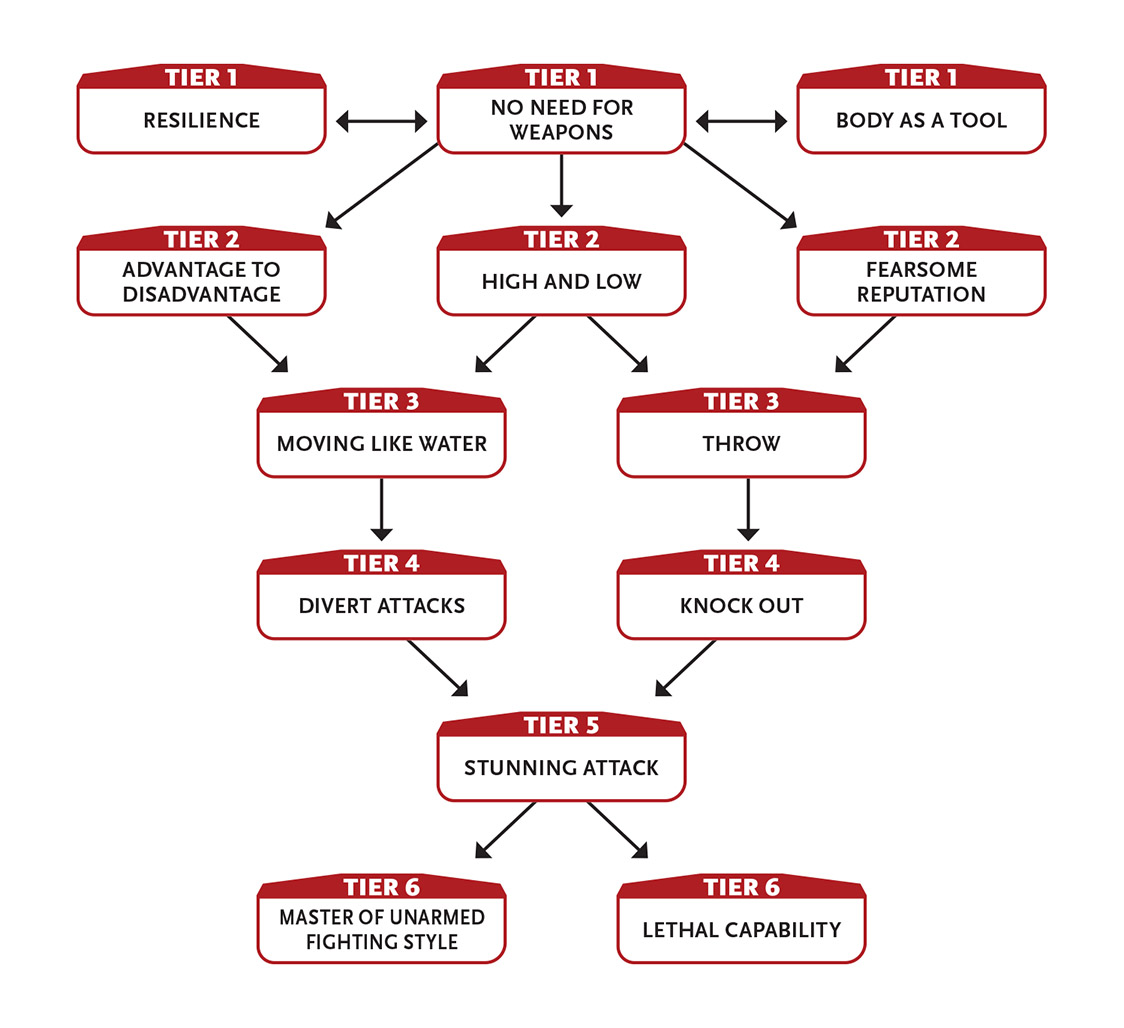 TIER 1
RESILIENCE
TIER 1
NO NEED FOR
WEAPONS
TIER 1
BODY AS A TOOL
TIER 2
ADVANTAGE TO
DISADVANTAGE
TIER 2
HIGH AND LOW
TIER 2
FEARSOME
REPUTATION
TIER 3
MOVING LIKE WATER
TIER 3
THROW
TIER 4
DIVERT ATTACKS
TIER 4
KNOCK OUT
TIER 5
STUNNING ATTACK
TIER 6
MASTER OF UNARMED
FIGHTING STYLE
TIER 6
LETHAL CAPABILITY